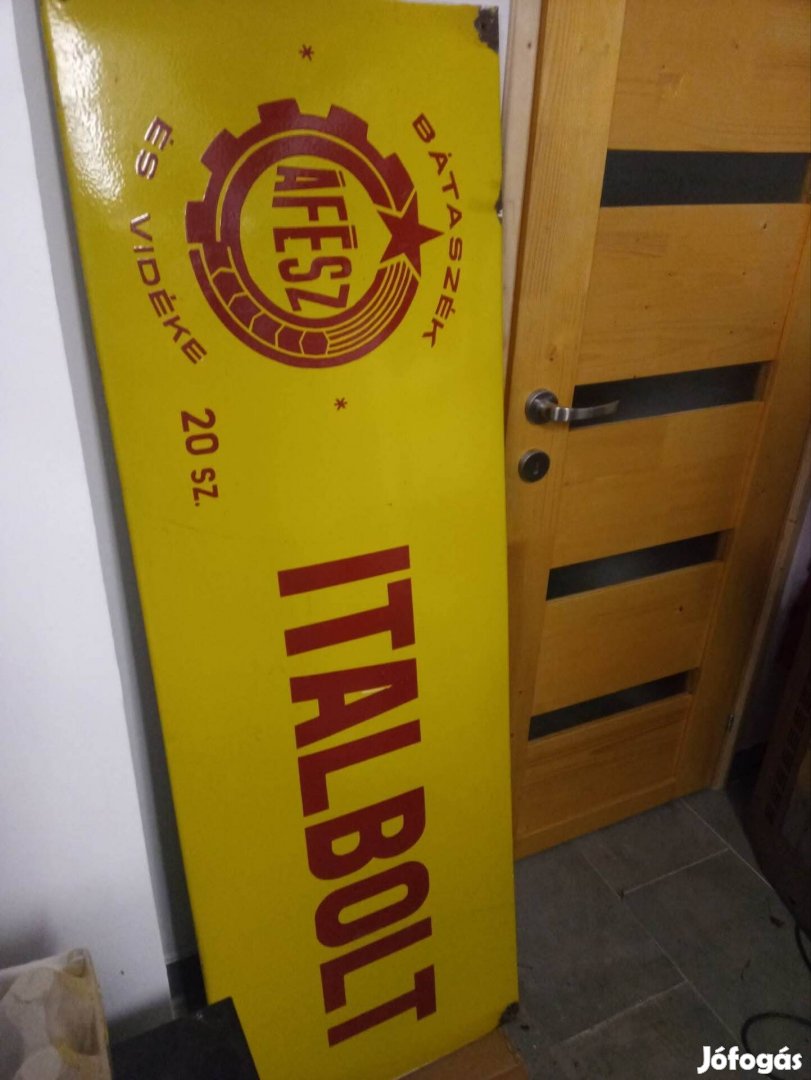 * BÁTASZÉK *
ÁFÉSZ
ÉS VIDÉKE
20 SZ.
ITALBOLT
Jófogás